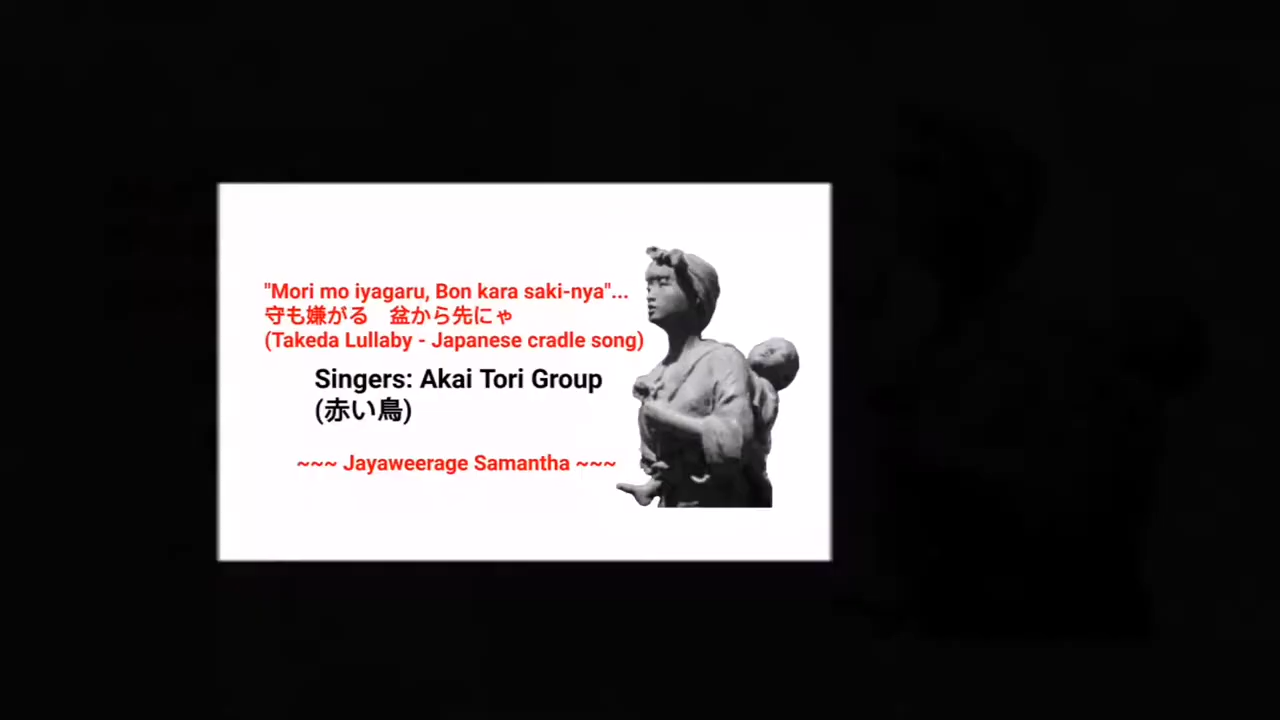 "Mori mo iyagaru, Bon kara saki-nya"...
守も嫌がる　盆から先にゃ
(Takeda Lullaby - Japanese cradle song)
Singers: Akai Tori Group
(赤い鳥)
~~~ Jayaweerage Samantha ~~~